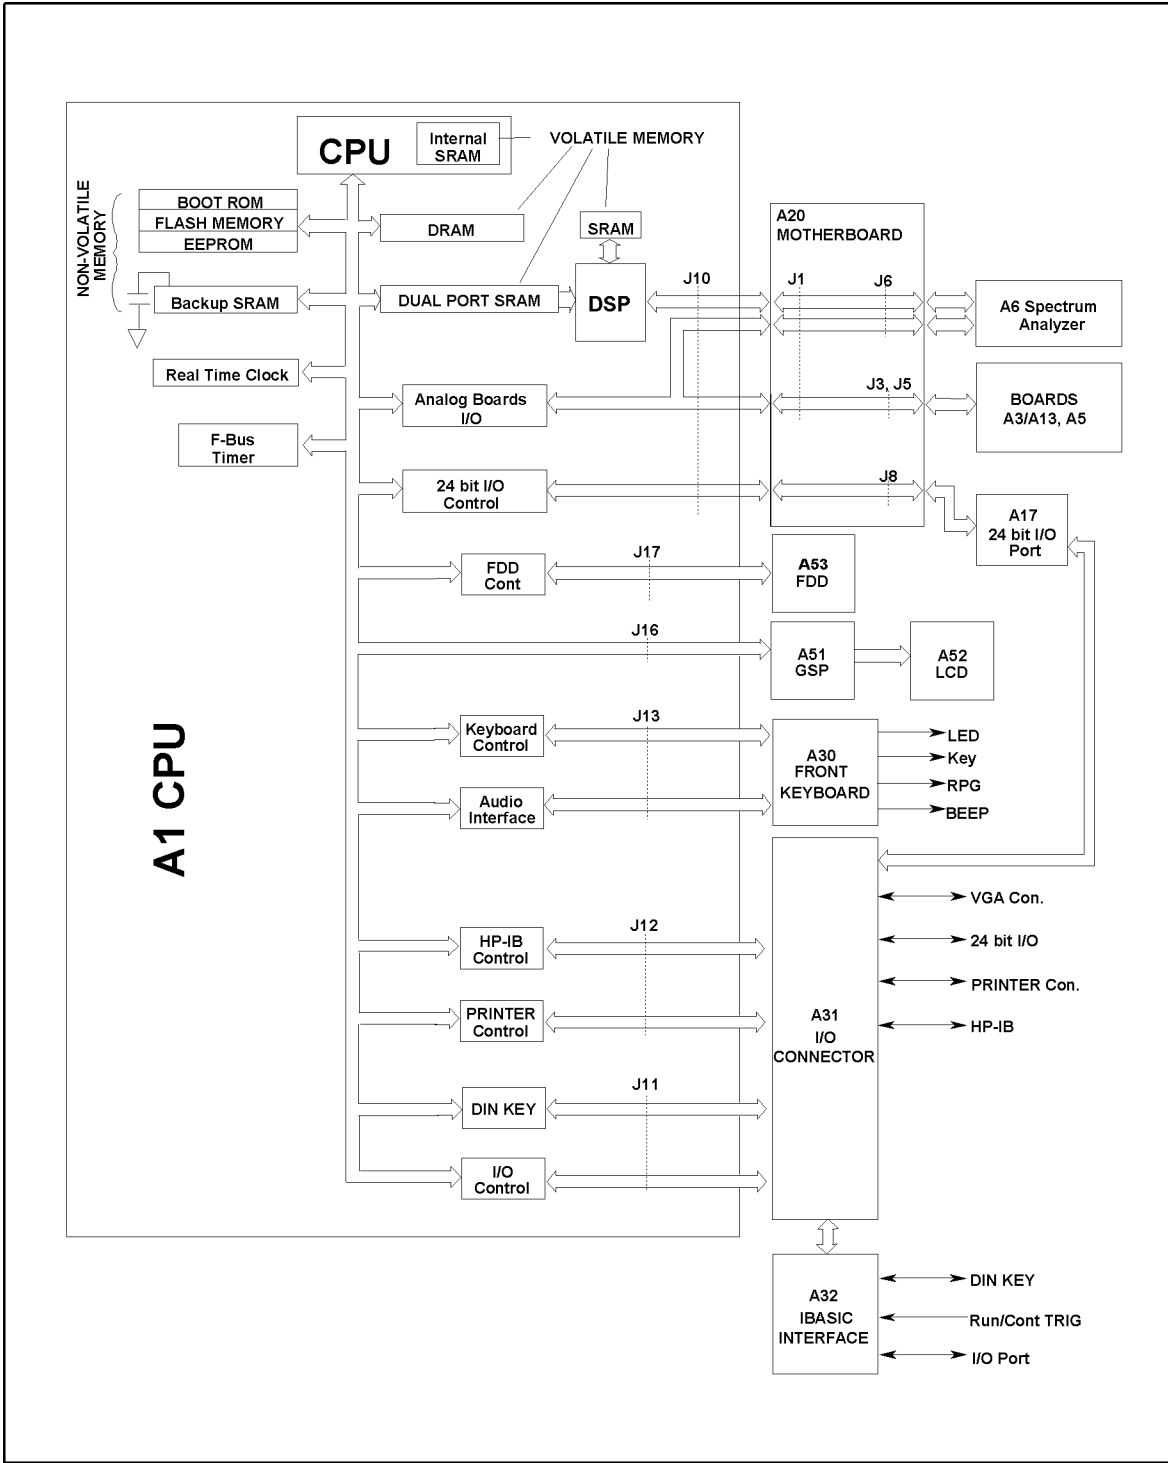 CPU
Internal
SRAM
VOLATILE MEMORY
NON-VOLATILE
MEMORY
BOOT ROM
FLASH MEMORY
EEPROM
DRAM
SRAM
Backup SRAM
DUAL PORT SRAM
DSP
J10
A20
MOTHERBOARD
J1
J6
A6 Spectrum
Analyzer
Real Time Clock
Analog Boards
I/O
J3, J5
BOARDS
A3/A13, A5
F-Bus
Timer
24 bit I/O
Control
J8
A17
24 bit I/O
Port
FDD
Cont
J17
A53
FDD
J16
A51
GSP
A52
LCD
A1 CPU
Keyboard
Control
J13
Audio
Interface
A30
FRONT
KEYBOARD
LED
Key
RPG
BEEP
HP-IB
Control
J12
PRINTER
Control
DIN KEY
J11
I/O
Control
A31
I/O
CONNECTOR
VGA Con.
24 bit I/O
PRINTER Con.
HP-IB
A32
IBASIC
INTERFACE
DIN KEY
Run/Cont TRIG
I/O Port